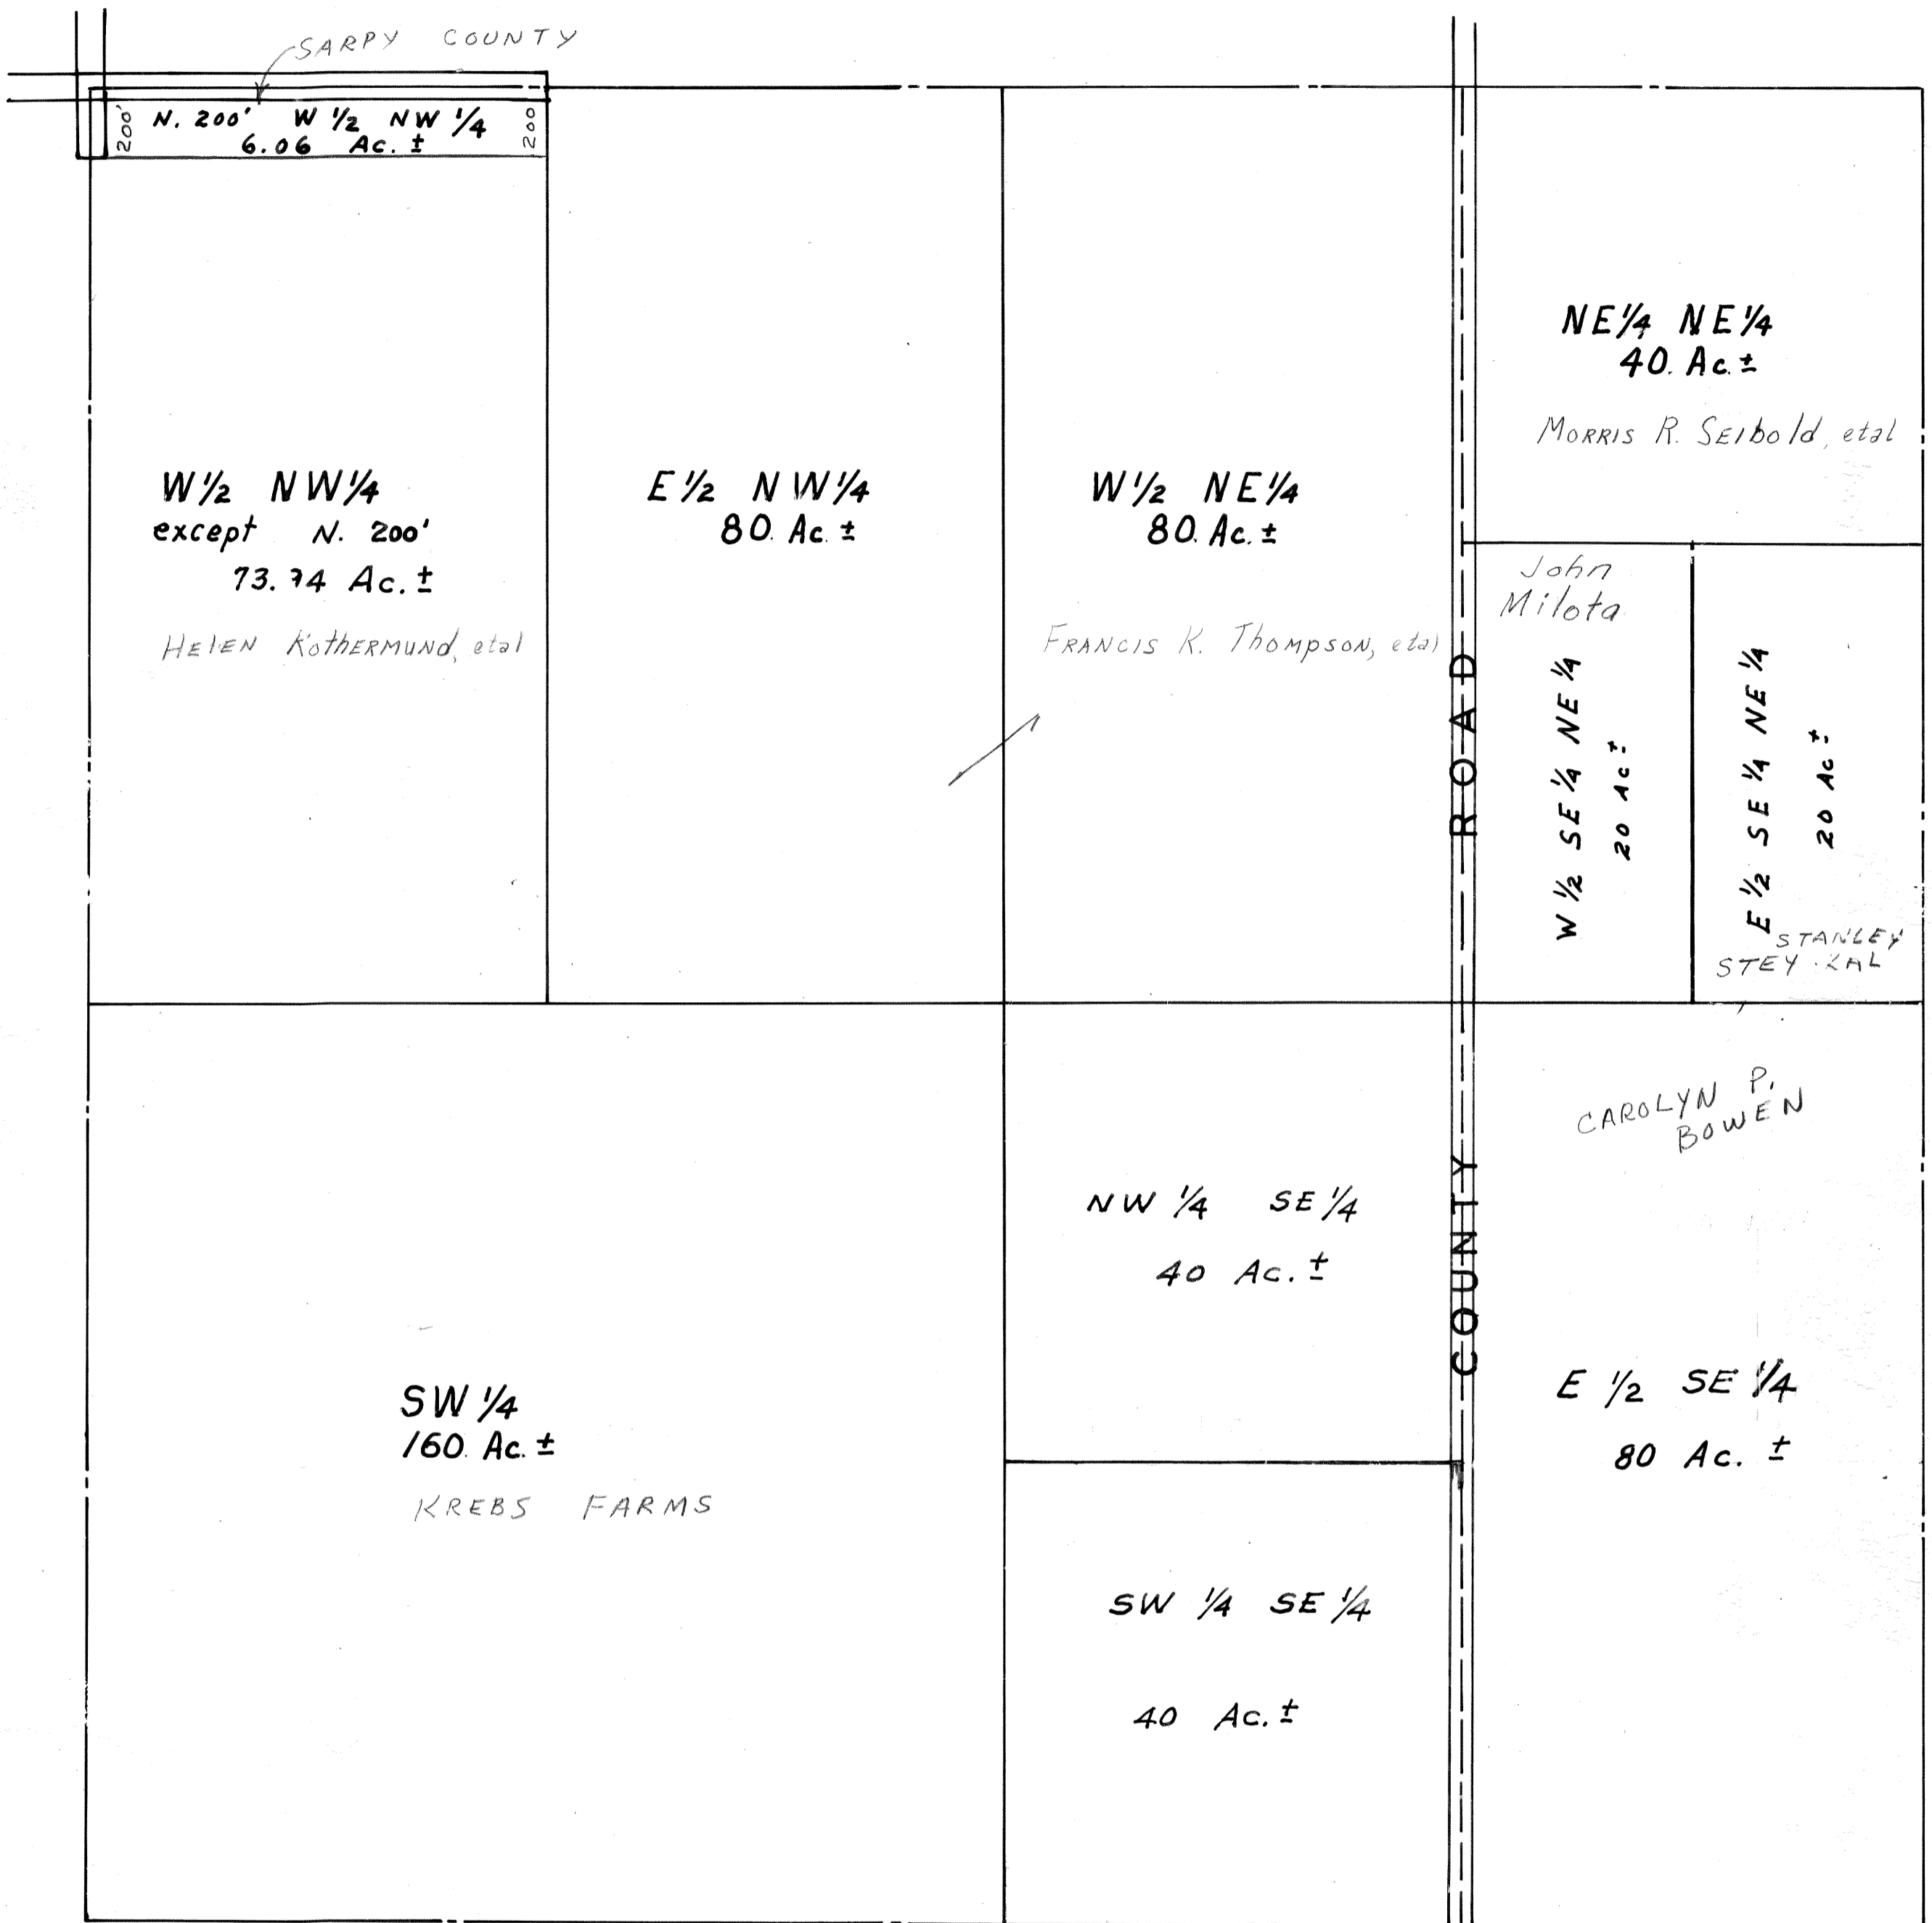 SARPY COUNTY
200' N. 200' W 1/2 NW 1/4 200
6.06 Ac. ±
NE 1/4 NE 1/4
40. Ac. ±
MORRIS R. SEIbold, etal
W 1/2 NW 1/4
except N. 200'
73.94 Ac. ±
HELEN KothERMUND, etal
E 1/2 NW 1/4
80. Ac. ±
W 1/2 NE 1/4
80. Ac. ±
FRANCIS K. ThomPSON, etal
John
Milota
W 1/2 SE 1/4 NE 1/4
20 Ac ±
E 1/2 SE 1/4 NE 1/4
20 Ac ±
STANLEY
COUNTY ROAD
CAROLYN P.
BOWEN
NW 1/4 SE 1/4
40 Ac. ±
SW 1/4
160. Ac. ±
KREBS FARMS
E 1/2 SE 1/4
80 Ac. ±
SW 1/4 SE 1/4
40 Ac. ±